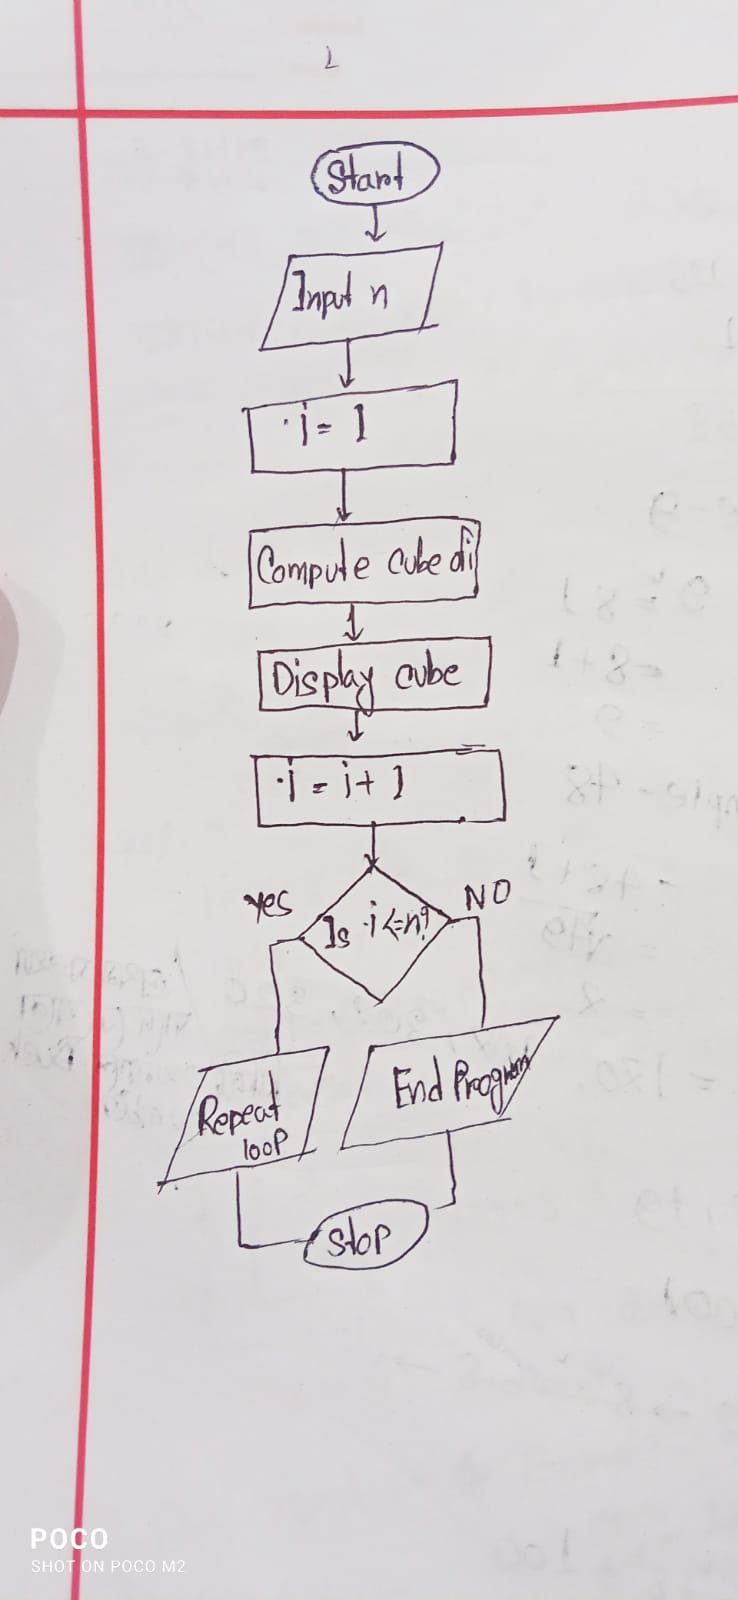 Start
Input n
i = 1
Compute cube of i
Display cube
i = i + 1
Yes
NO
Is i <= n?
Repeat
loop
End Program
Stop
POCO
SHOT ON POCO M2